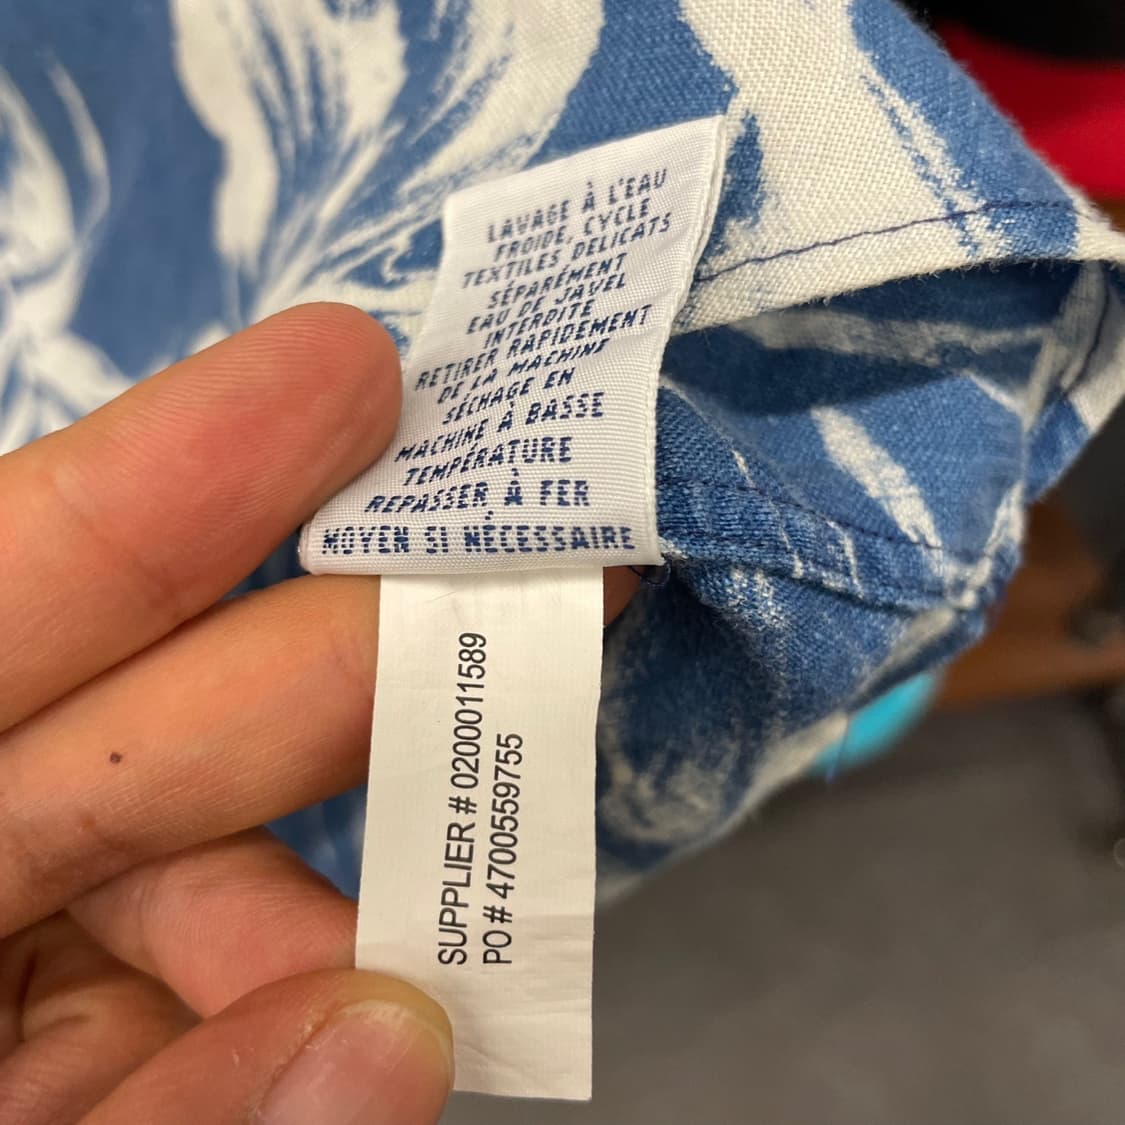 LAVAGE À L'EAU
FROIDE, CYCLE
TEXTILES DELICATS
SÉPARÉMENT
EAU DE JAVEL
INTERDITE
RETIRER RAPIDEMENT
DE LA MACHINE
SÉCHAGE EN
MACHINE À BASSE
TEMPÉRATURE
REPASSER À FER
MOYEN SI NÉCESSAIRE
SUPPLIER # 0200011589
PO # 4700559755